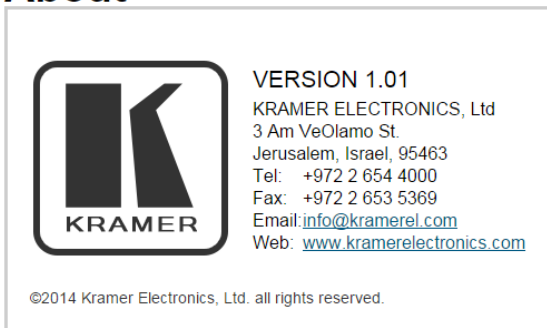 About
VERSION 1.01
KRAMER ELECTRONICS, Ltd
3 Am VeOlamo St.
Jerusalem, Israel, 95463
Tel: +972 2 654 4000
Fax: +972 2 653 5369
Email:info@kramerel.com
Web: www.kramerelectronics.com
KRAMER
©2014 Kramer Electronics, Ltd. all rights reserved.